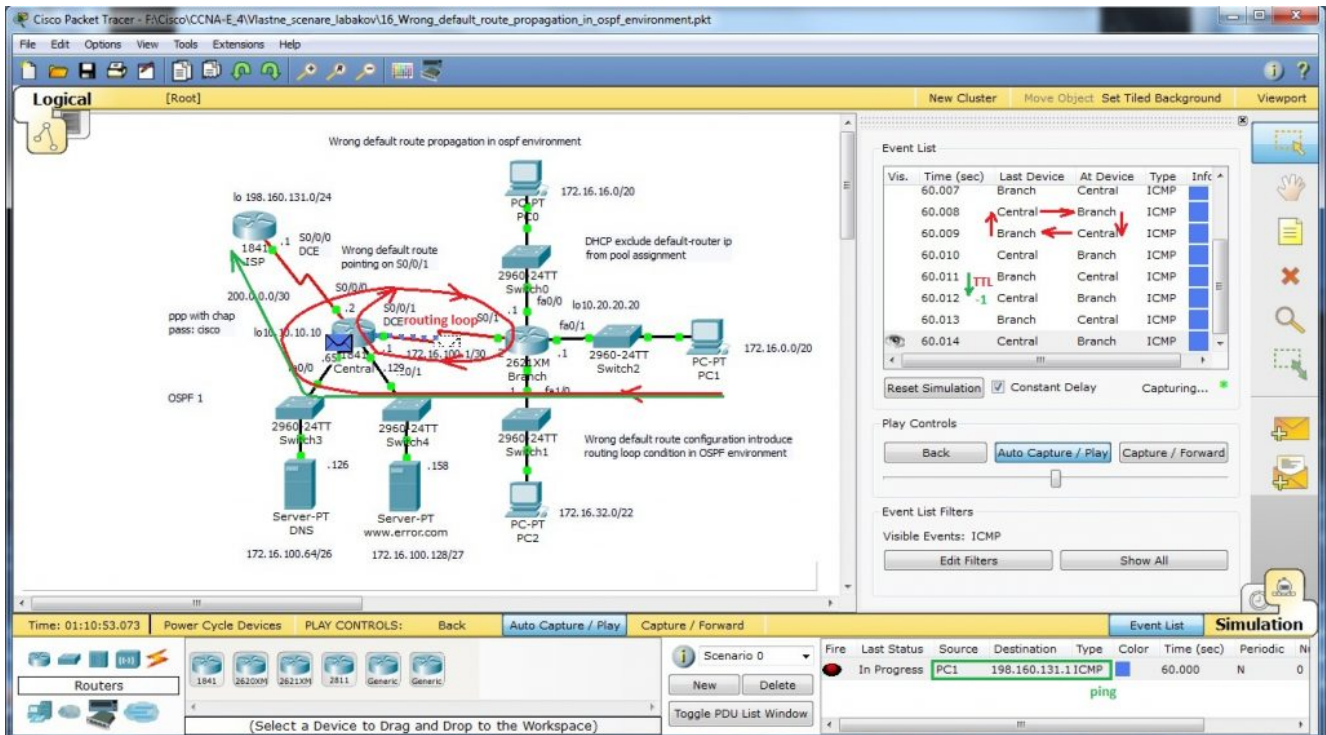 Cisco Packet Tracer - F:\Cisco\CCNA-E_4\Vlastne_scenare_labakov\16_Wrong_default_route_propagation_in_ospf_environment.pkt
File Edit Options View Tools Extensions Help
Logical [Root] New Cluster Move Object Set Tiled Background Viewport
Wrong default route propagation in ospf environment
lo 198.160.131.0/24
1841
ISP
.1
S0/0/0
DCE
Wrong default route
pointing on S0/0/1
200.0.0.0/30
S0/0/0
.2
ppp with chap
pass: cisco
lo10.10.10.10
S0/0/1
DCE
routing loop
S0/1
172.16.100.1/30
.1
1841
Central
.65
fa0/0
.129
OSPF 1
PC-PT
PC0
172.16.16.0/20
DHCP exclude default-router ip
from pool assignment
2960-24TT
Switch0
.1
fa0/0
lo10.20.20.20
fa0/1
.1
2621XM
Branch
2960-24TT
Switch2
PC-PT
PC1
172.16.0.0/20
.1
fa1/0
2960-24TT
Switch1
Wrong default route configuration introduce
routing loop condition in OSPF environment
PC-PT
PC2
172.16.32.0/22
2960-24TT
Switch3
2960-24TT
Switch4
.126
.158
Server-PT
DNS
Server-PT
www.error.com
172.16.100.64/26
172.16.100.128/27
Event List
Vis. Time (sec) Last Device At Device Type Info
60.007 Branch Central ICMP
60.008 Central Branch ICMP
60.009 Branch Central ICMP
60.010 Central Branch ICMP
60.011 TTL Branch Central ICMP
60.012 -1 Central Branch ICMP
60.013 Branch Central ICMP
60.014 Central Branch ICMP
Reset Simulation Constant Delay Capturing...
Play Controls
Back Auto Capture / Play Capture / Forward
Event List Filters
Visible Events: ICMP
Edit Filters Show All
Time: 01:10:53.073 Power Cycle Devices PLAY CONTROLS: Back Auto Capture / Play Capture / Forward Event List Simulation
Routers
1841 2620XM 2621XM 2811 Generic Generic
(Select a Device to Drag and Drop to the Workspace)
Scenario 0
New Delete
Toggle PDU List Window
Fire Last Status Source Destination Type Color Time (sec) Periodic
In Progress PC1 198.160.131.1 ICMP 60.000 N 0
ping